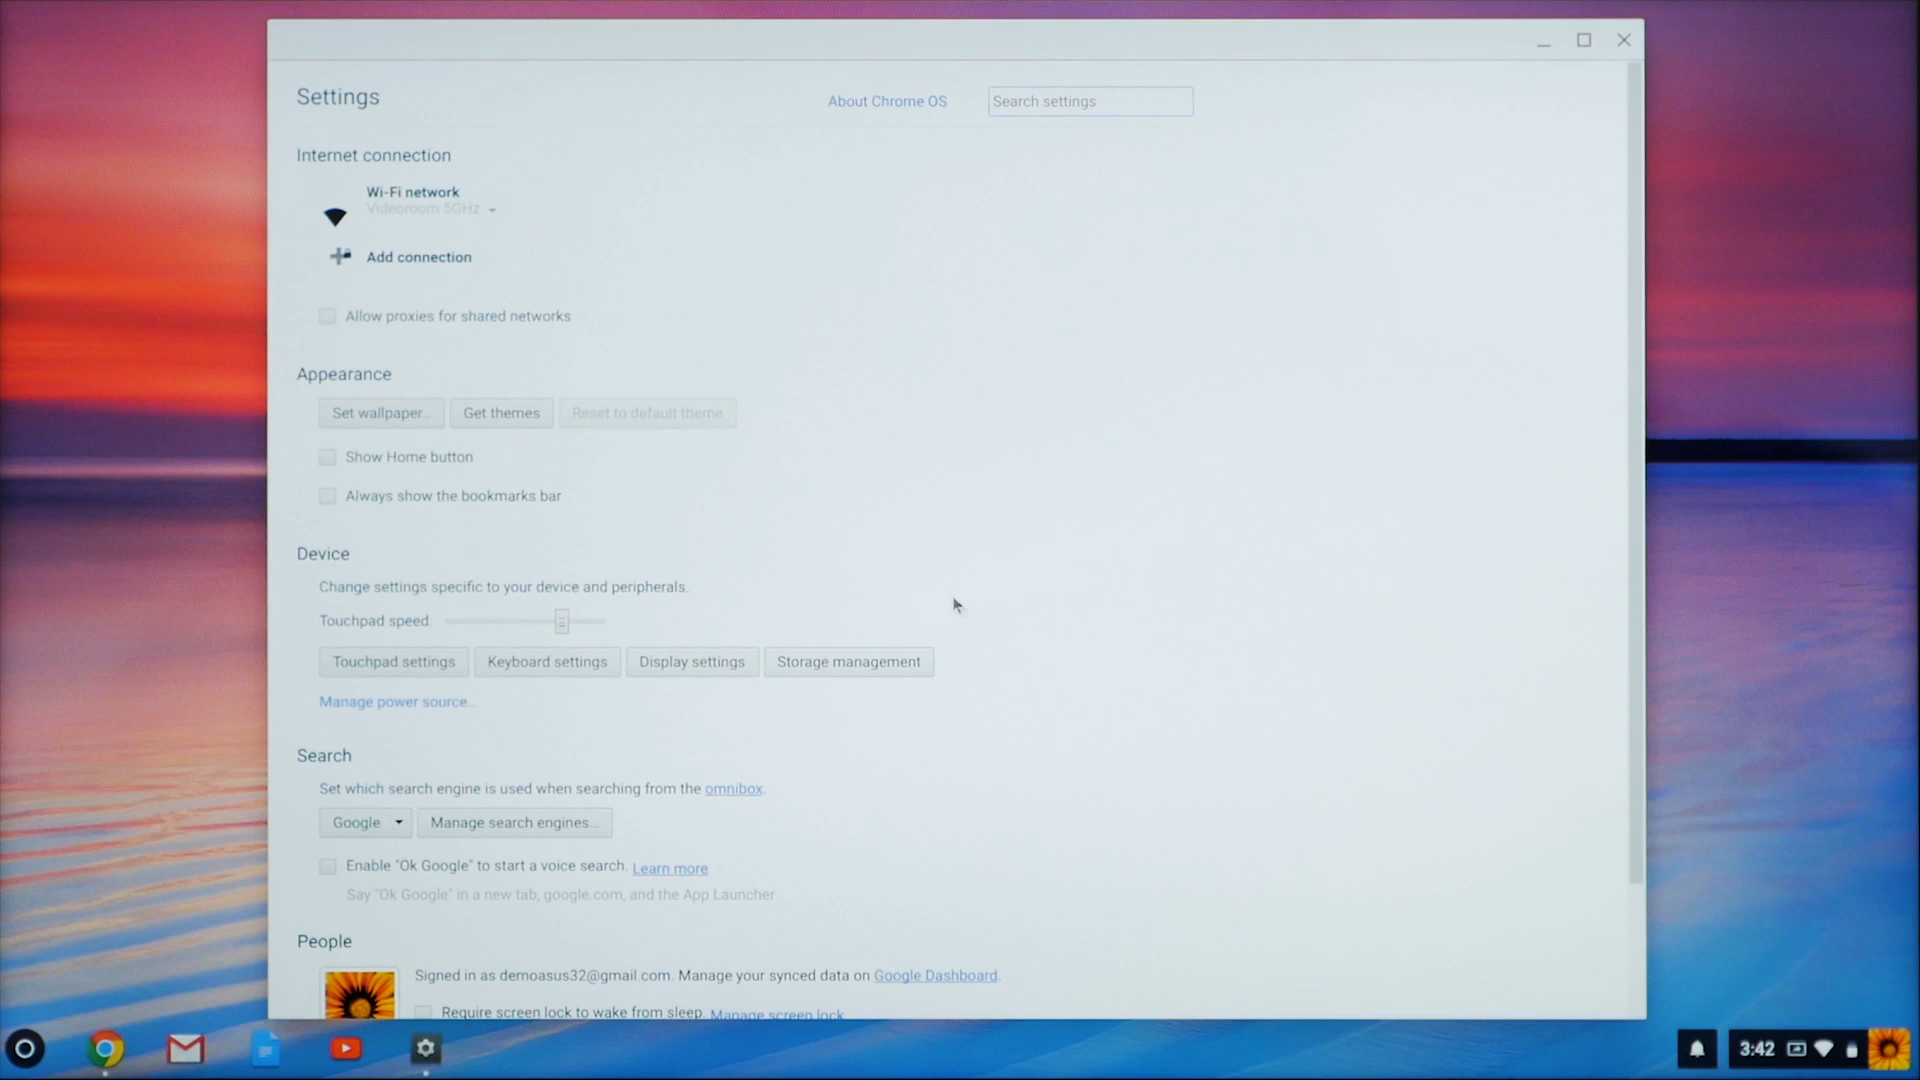 Settings
About Chrome OS
Search settings
Internet connection
Wi-Fi network
Videoroom 5GHz
Add connection
Allow proxies for shared networks
Appearance
Set wallpaper...
Get themes
Reset to default theme
Show Home button
Always show the bookmarks bar
Device
Change settings specific to your device and peripherals.
Touchpad speed:
Touchpad settings
Keyboard settings
Display settings
Storage management
Manage power source...
Search
Set which search engine is used when searching from the omnibox.
Google
Manage search engines...
Enable "Ok Google" to start a voice search. Learn more
Say "Ok Google" in a new tab, google.com, and the App Launcher
People
Signed in as demoasus32@gmail.com. Manage your synced data on Google Dashboard.
Require screen lock to wake from sleep. Manage screen lock
3:42